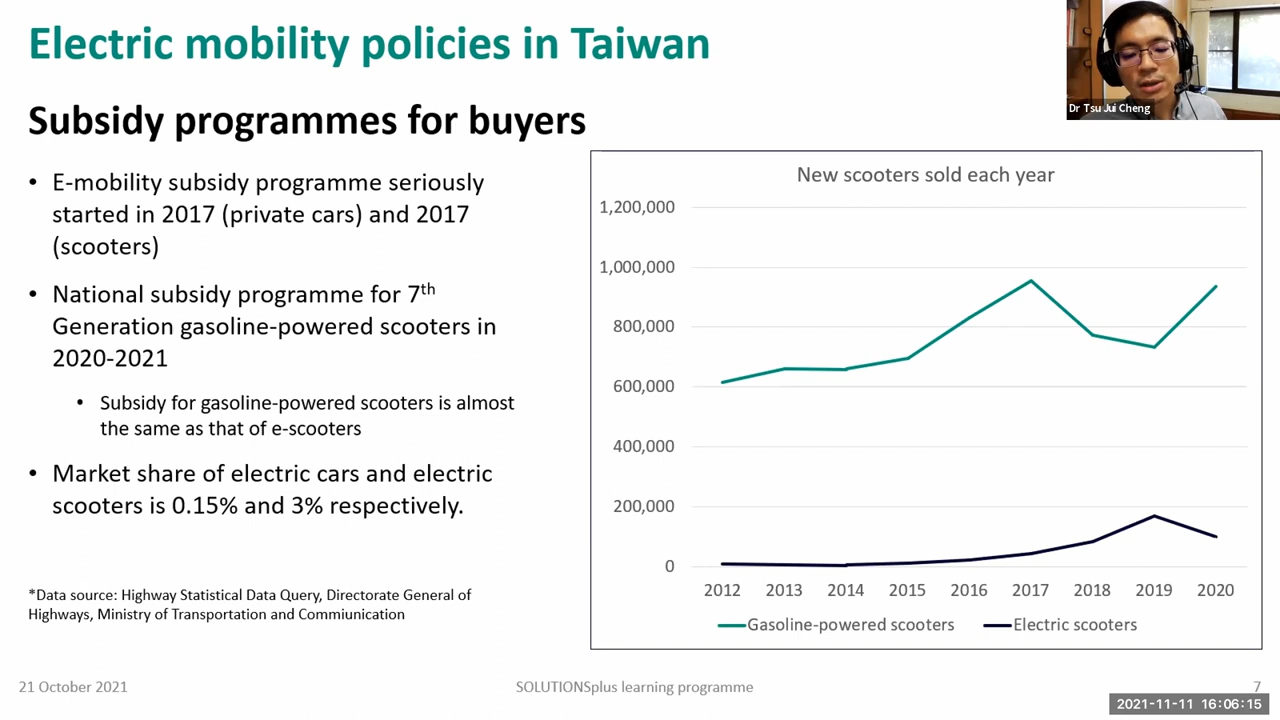 Electric mobility policies in Taiwan
Dr Tsu Jui Cheng
Subsidy programmes for buyers
• E-mobility subsidy programme seriously
started in 2017 (private cars) and 2017
(scooters)
• National subsidy programme for 7th
Generation gasoline-powered scooters in
2020-2021
• Subsidy for gasoline-powered scooters is almost
the same as that of e-scooters
• Market share of electric cars and electric
scooters is 0.15% and 3% respectively.
*Data source: Highway Statistical Data Query, Directorate General of
Highways, Ministry of Transportation and Commiunication
New scooters sold each year
1,200,000
1,000,000
800,000
600,000
400,000
200,000
0
2012 2013 2014 2015 2016 2017 2018 2019 2020
Gasoline-powered scooters Electric scooters
21 October 2021 SOLUTIONSplus learning programme 7
2021-11-11 16:06:15